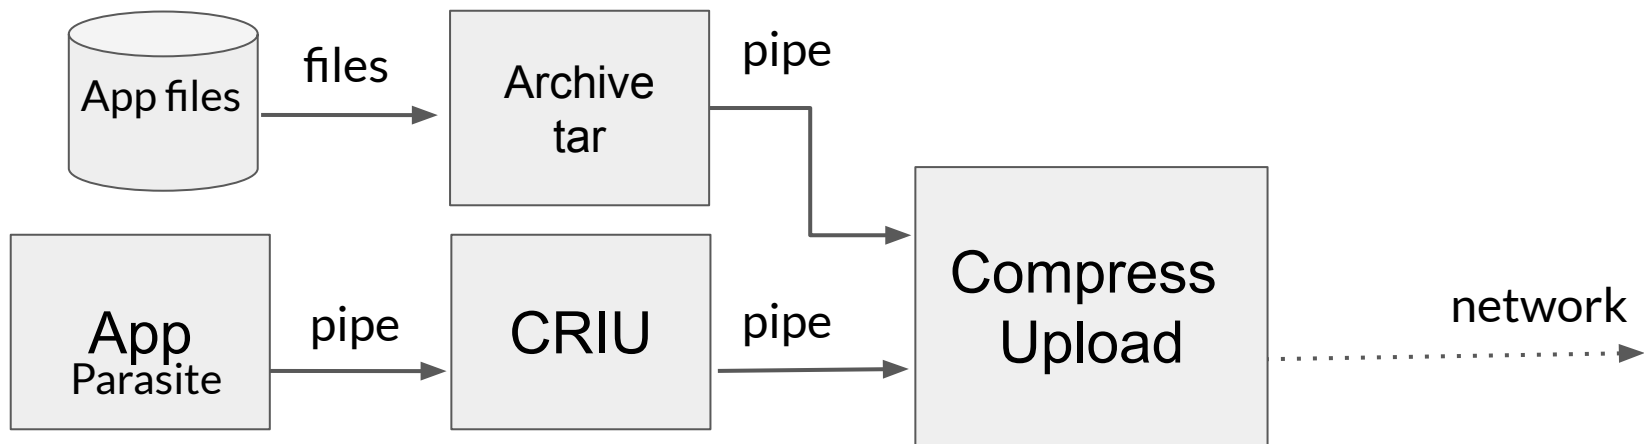 App files
files
Archive
tar
pipe
App
Parasite
pipe
CRIU
pipe
Compress
Upload
network